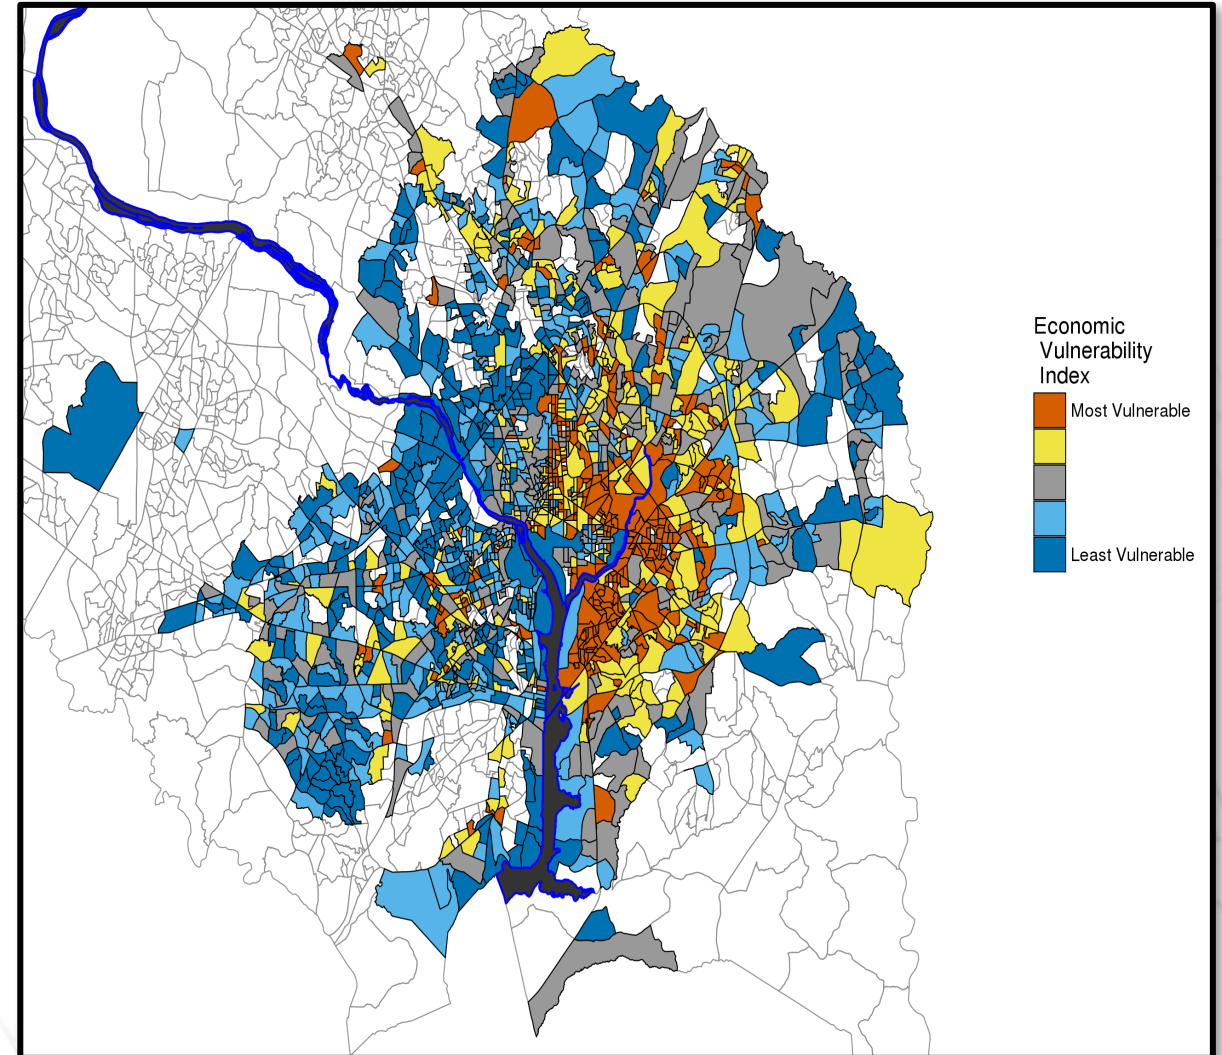 Economic
Vulnerability
Index
Most Vulnerable
Least Vulnerable